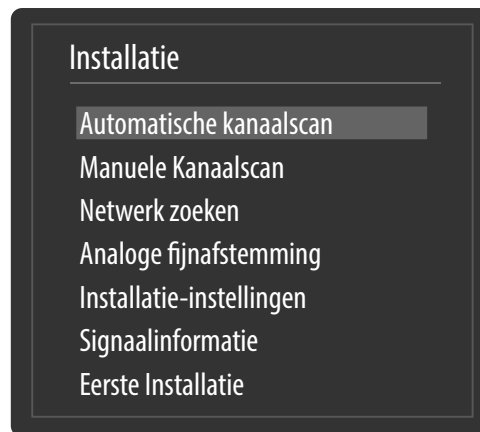 Installatie
Automatische kanaalscan
Manuele Kanaalscan
Netwerk zoeken
Analoge fijnafstemming
Installatie-instellingen
Signaalinformatie
Eerste Installatie